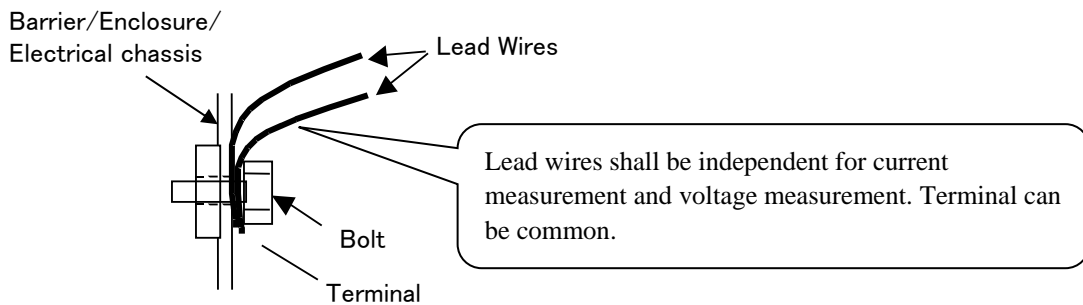 Barrier/Enclosure/
Electrical chassis
Lead Wires
Lead wires shall be independent for current
measurement and voltage measurement. Terminal can
be common.
Bolt
Terminal